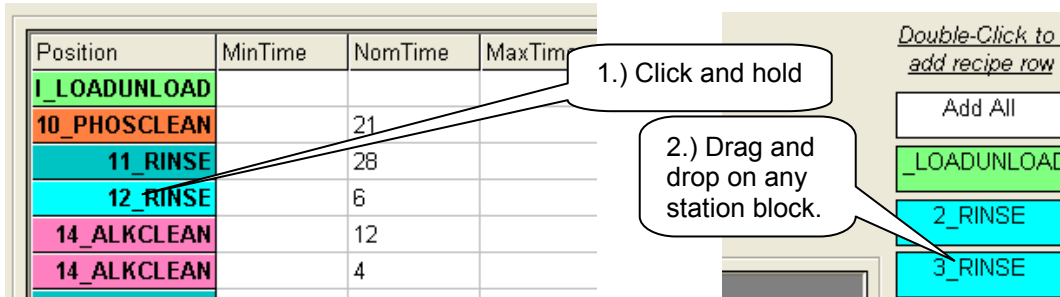 Position MinTime NomTime MaxTim
I_LOADUNLOAD
10_PHOSCLEAN 21
11_RINSE 28
12_RINSE 6
14_ALKCLEAN 12
14_ALKCLEAN 4
1.) Click and hold
2.) Drag and
drop on any
station block.
Double-Click to
add recipe row
Add All
_LOADUNLOAD
2_RINSE
3_RINSE